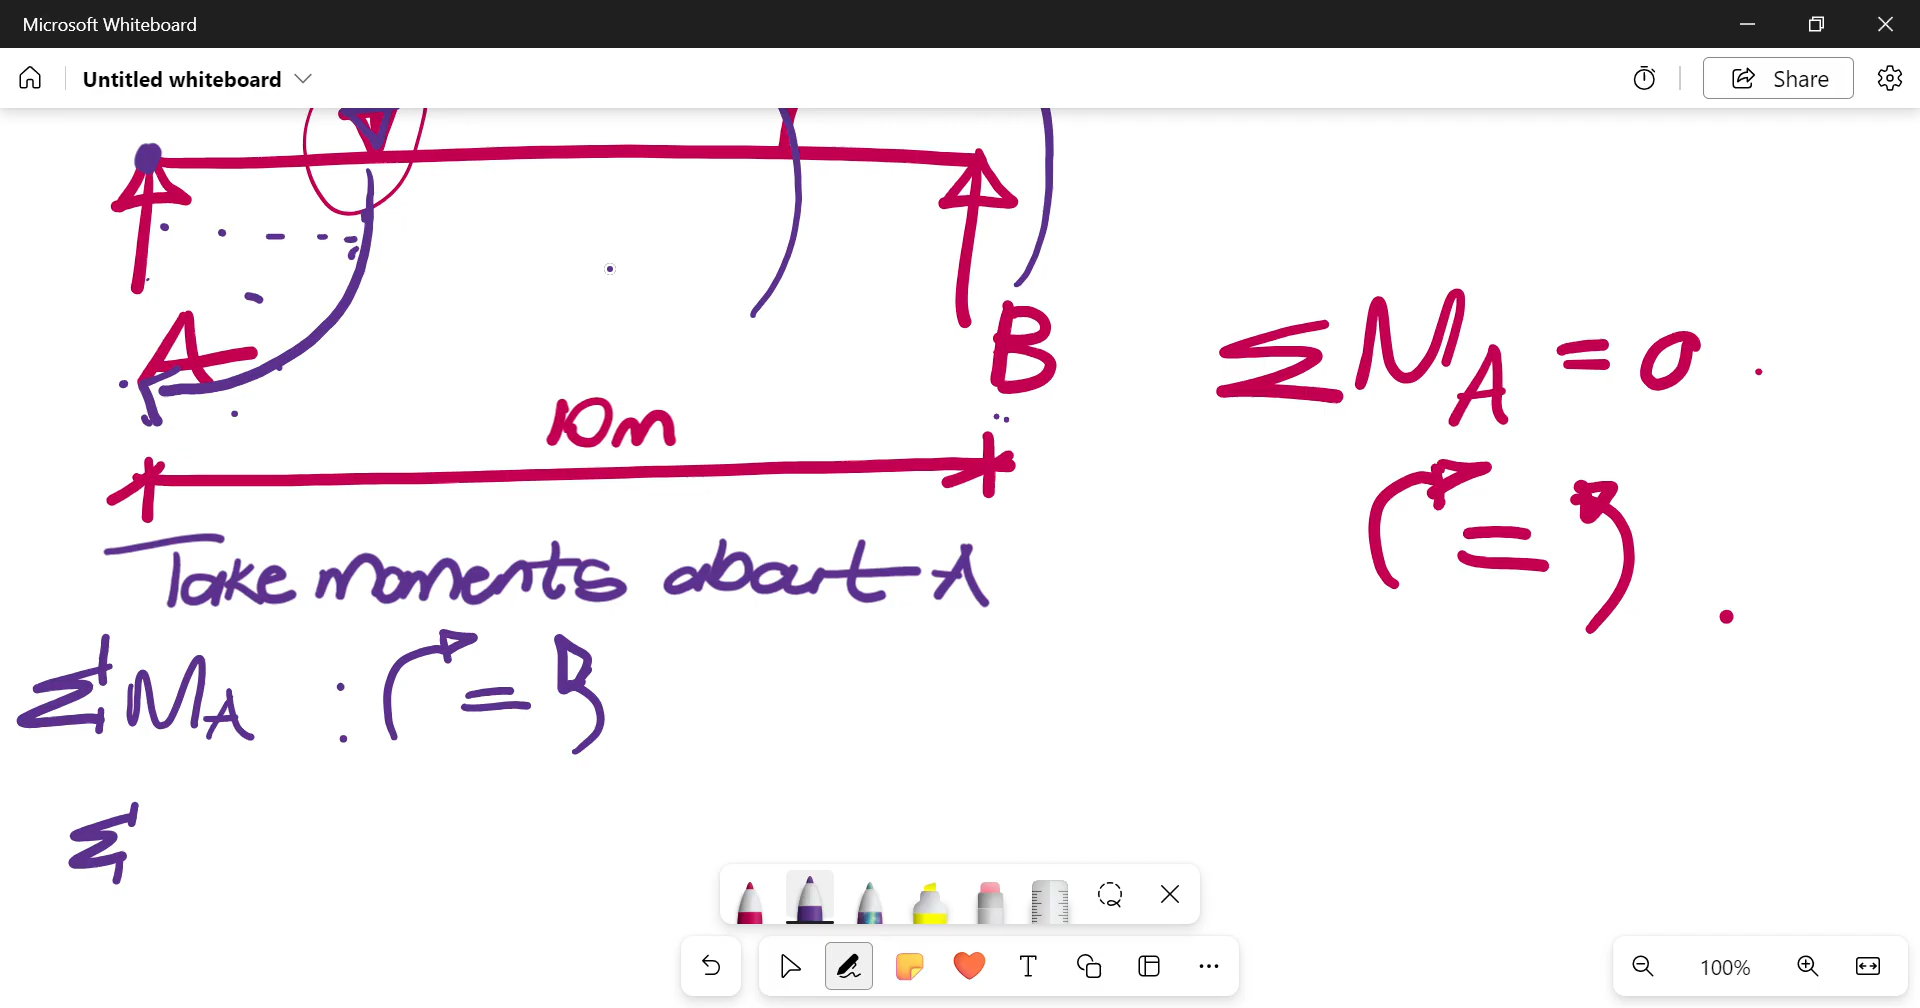 Microsoft Whiteboard
Untitled whiteboard
Share
A
B
10m
ΣMA = 0
=
Take moments about A
ΣMA : =
Σ
100%